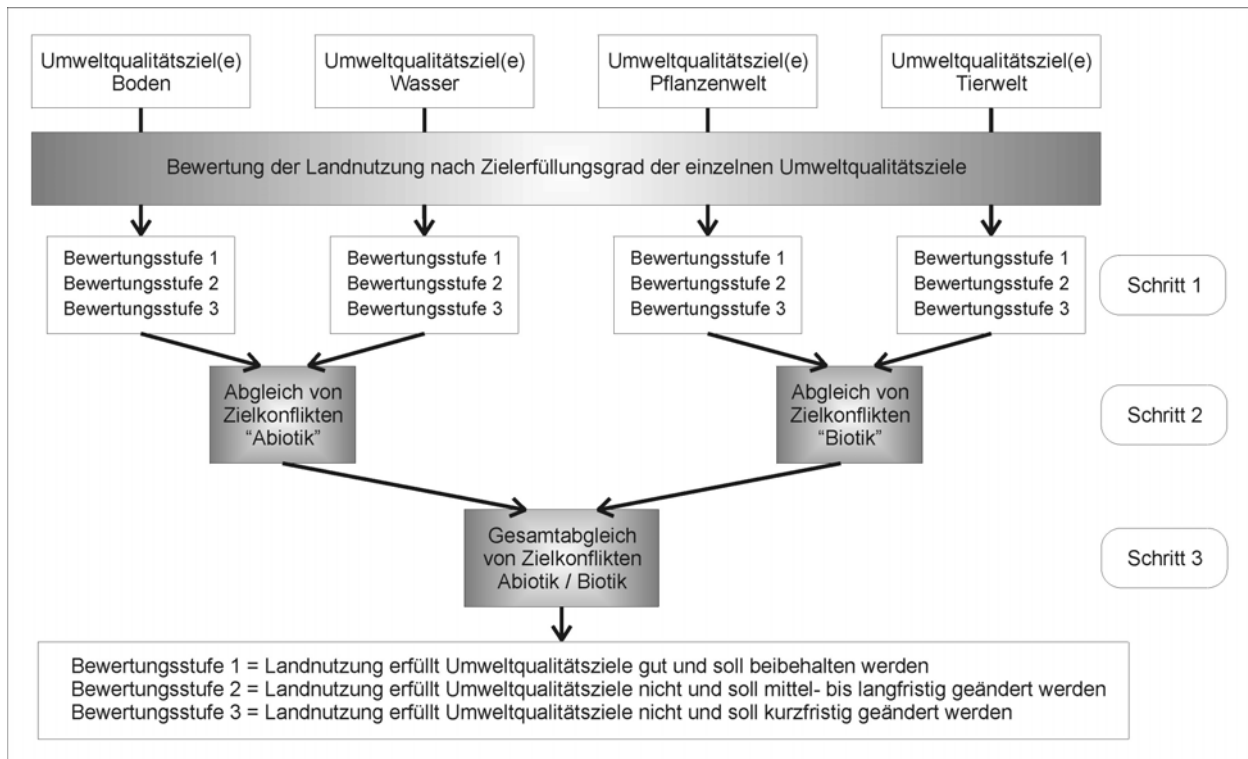 Umweltqualitätsziel(e)
Boden
Umweltqualitätsziel(e)
Wasser
Umweltqualitätsziel(e)
Pflanzenwelt
Umweltqualitätsziel(e)
Tierwelt
Bewertung der Landnutzung nach Zielerfüllungsgrad der einzelnen Umweltqualitätsziele
Bewertungsstufe 1
Bewertungsstufe 2
Bewertungsstufe 3
Bewertungsstufe 1
Bewertungsstufe 2
Bewertungsstufe 3
Bewertungsstufe 1
Bewertungsstufe 2
Bewertungsstufe 3
Bewertungsstufe 1
Bewertungsstufe 2
Bewertungsstufe 3
Schritt 1
Abgleich von
Zielkonflikten
“Abiotik”
Abgleich von
Zielkonflikten
“Biotik”
Schritt 2
Gesamtabgleich
von Zielkonflikten
Abiotik / Biotik
Schritt 3
Bewertungsstufe 1 = Landnutzung erfüllt Umweltqualitätsziele gut und soll beibehalten werden
Bewertungsstufe 2 = Landnutzung erfüllt Umweltqualitätsziele nicht und soll mittel- bis langfristig geändert werden
Bewertungsstufe 3 = Landnutzung erfüllt Umweltqualitätsziele nicht und soll kurzfristig geändert werden